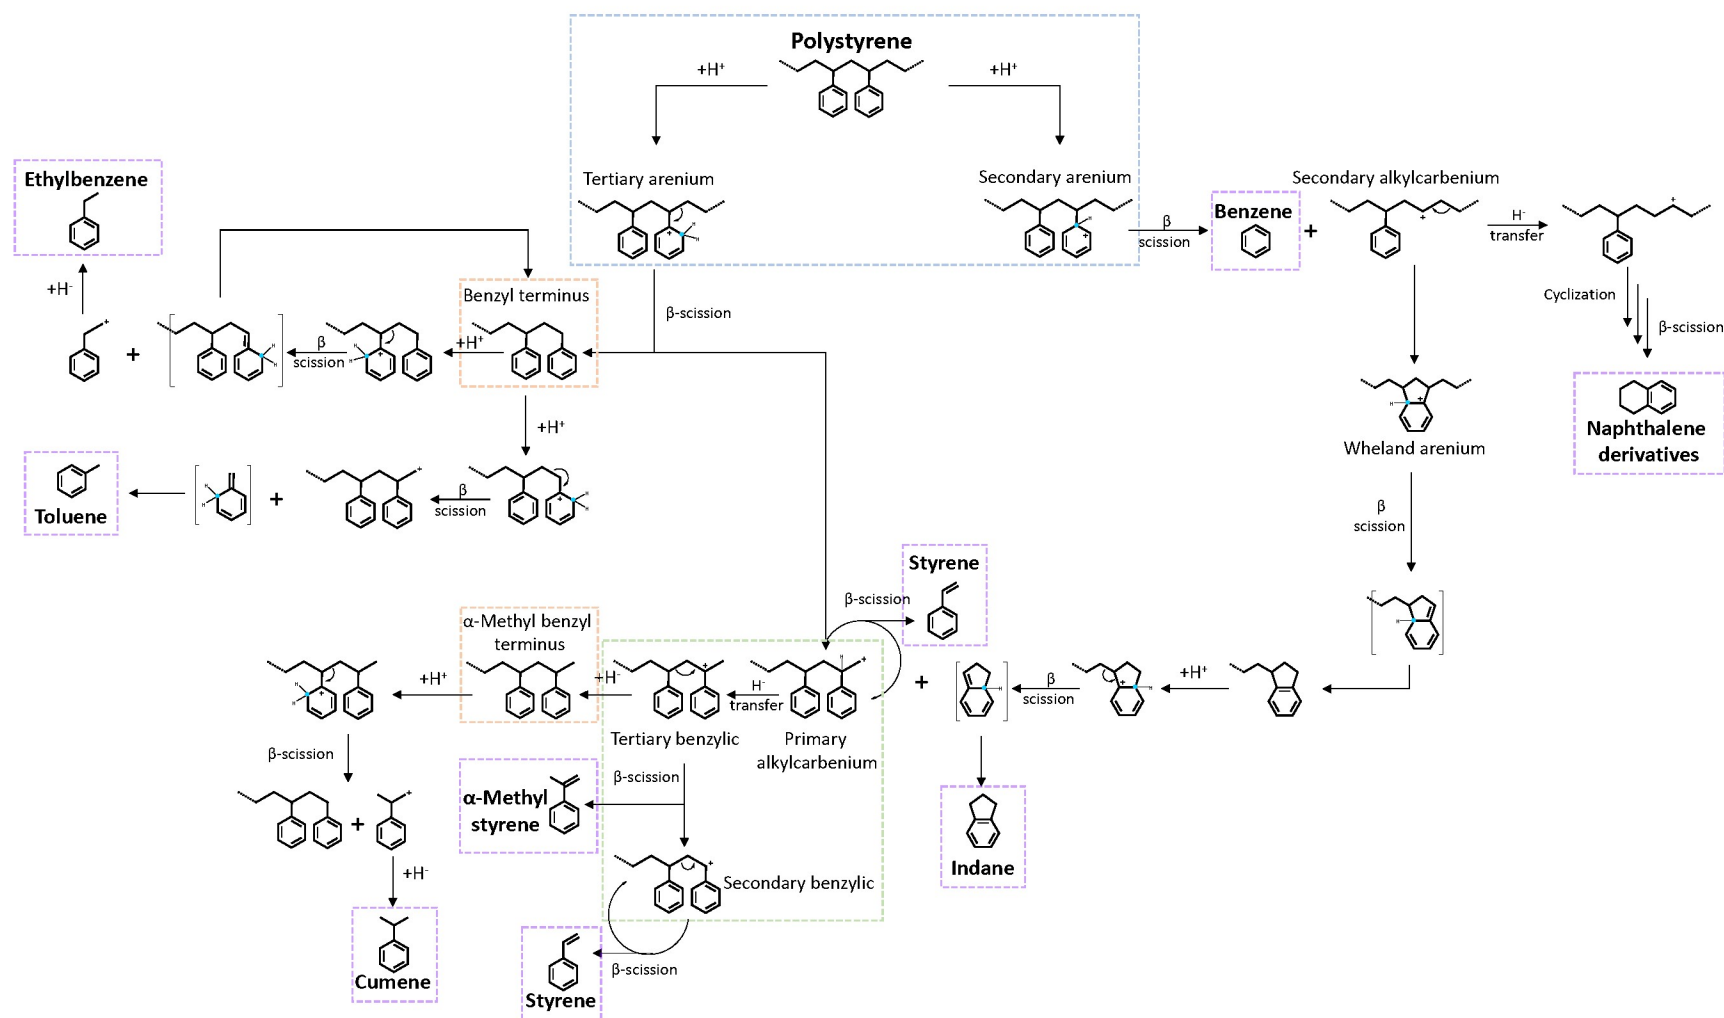 Polystyrene
+H⁺
+H⁺
Ethylbenzene
Tertiary arenium
Secondary arenium
Secondary alkylcarbenium
Benzene
β
scission
+
+
H⁻
transfer
+
+H⁻
Benzyl terminus
β-scission
Cyclization
β-scission
+
+
β
scission
+H⁺
+H⁺
Toluene
+
+
β
scission
Wheland arenium
Naphthalene
derivatives
β
scission
Styrene
β-scission
α-Methyl benzyl
terminus
+H⁺
+H⁻
H⁻
transfer
+
β
scission
+H⁺
Tertiary benzylic
Primary
alkylcarbenium
β-scission
β-scission
α-Methyl
styrene
+
+
Indane
Secondary benzylic
+H⁻
Cumene
β-scission
Styrene